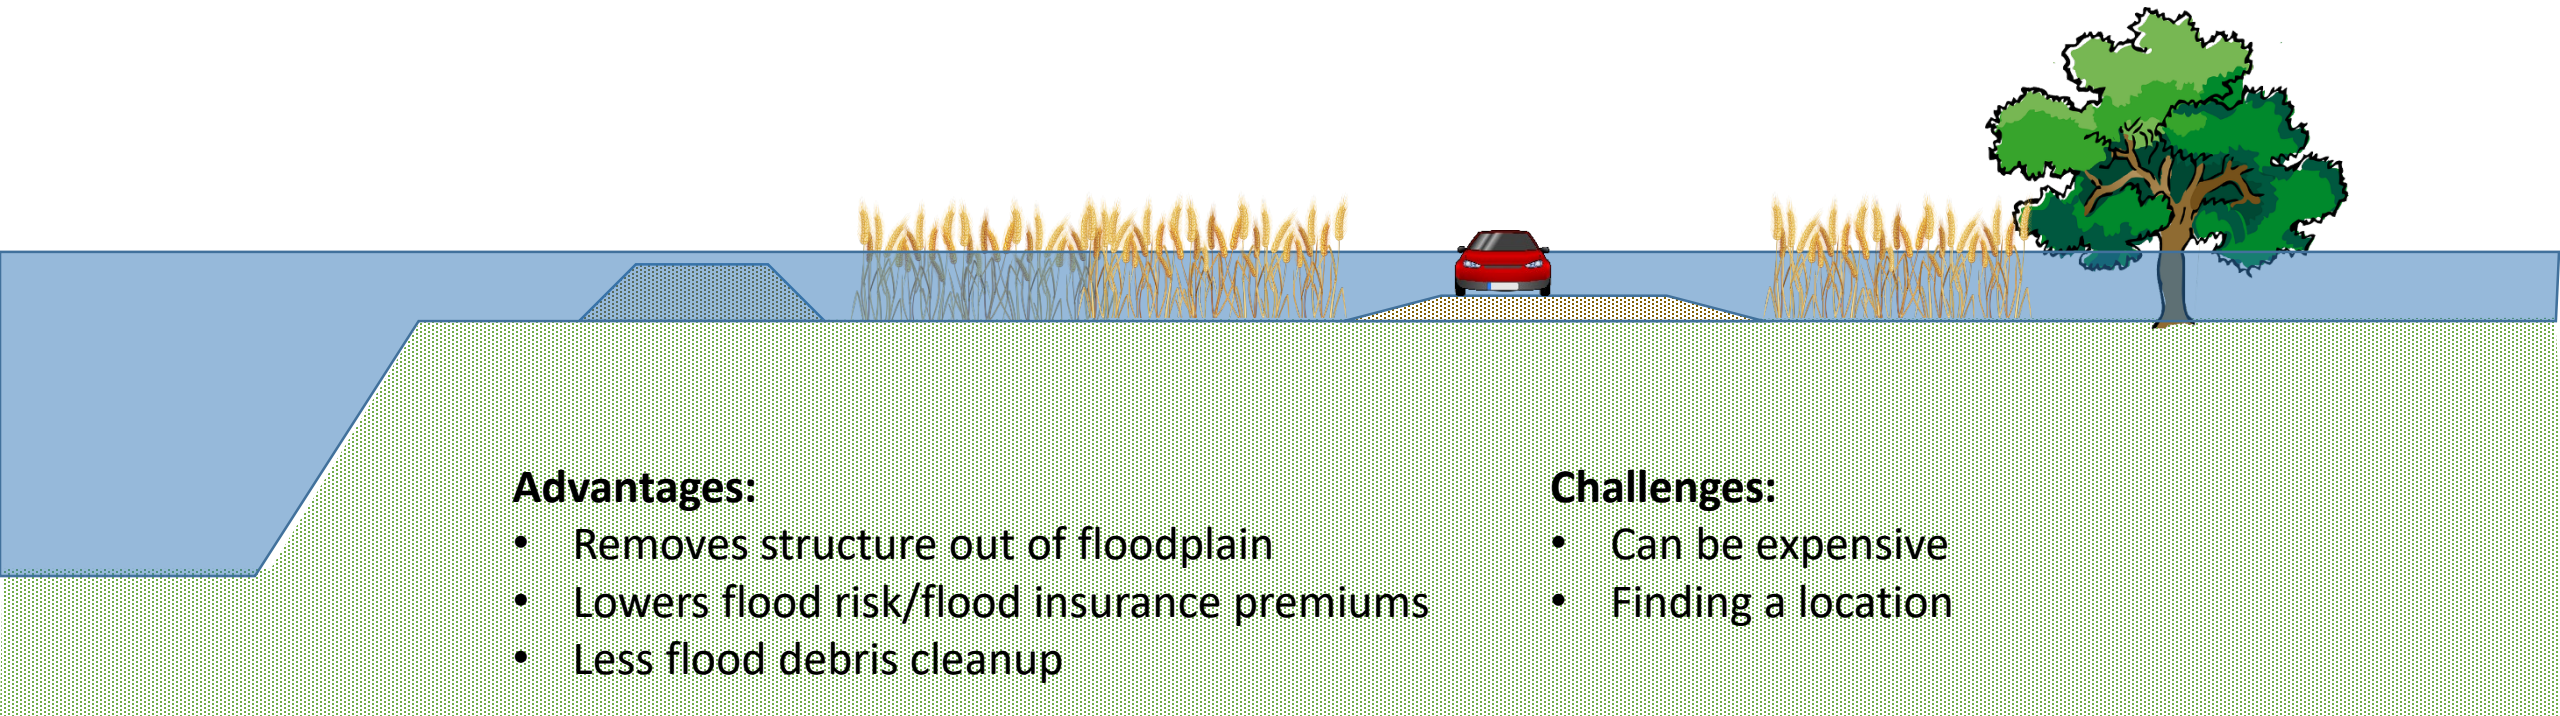 Advantages:
• Removes structure out of floodplain
• Lowers flood risk/flood insurance premiums
• Less flood debris cleanup
Challenges:
• Can be expensive
• Finding a location